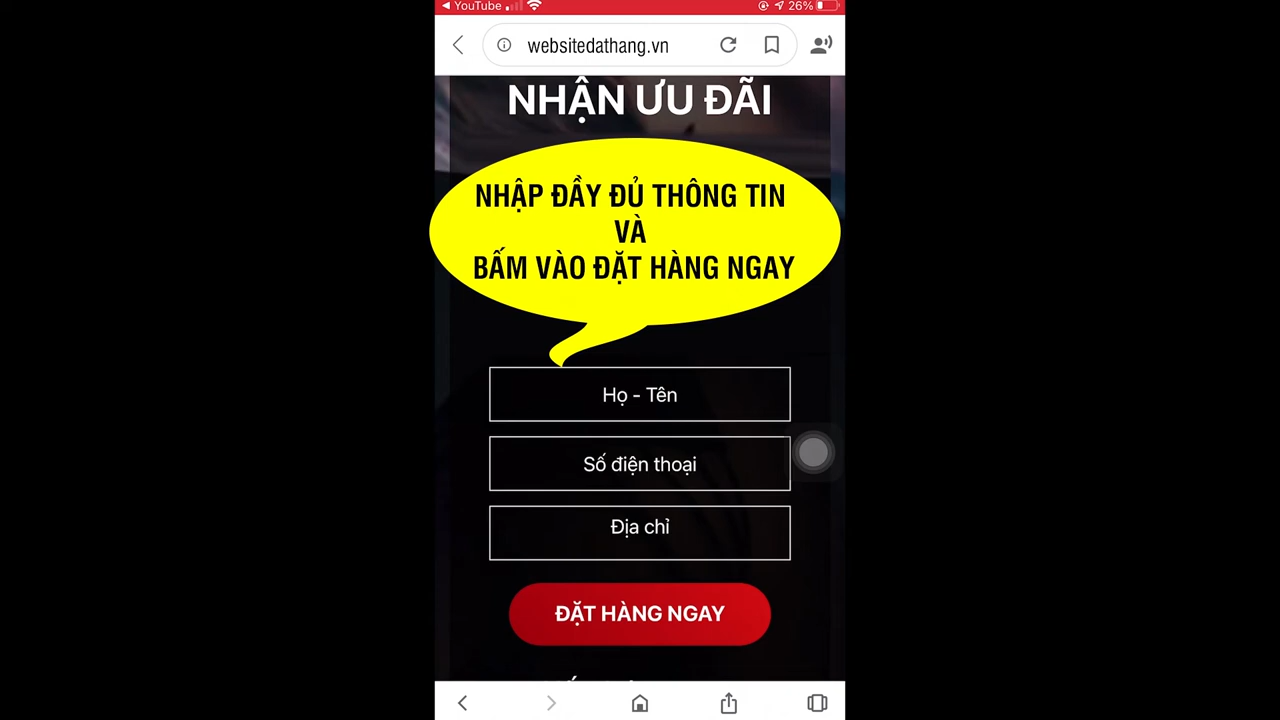 YouTube
26%
websitedathang.vn
NHẬN ƯU ĐÃI
NHẬP ĐẦY ĐỦ THÔNG TIN
VÀ
BẤM VÀO ĐẶT HÀNG NGAY
Họ - Tên
Số điện thoại
Địa chỉ
ĐẶT HÀNG NGAY